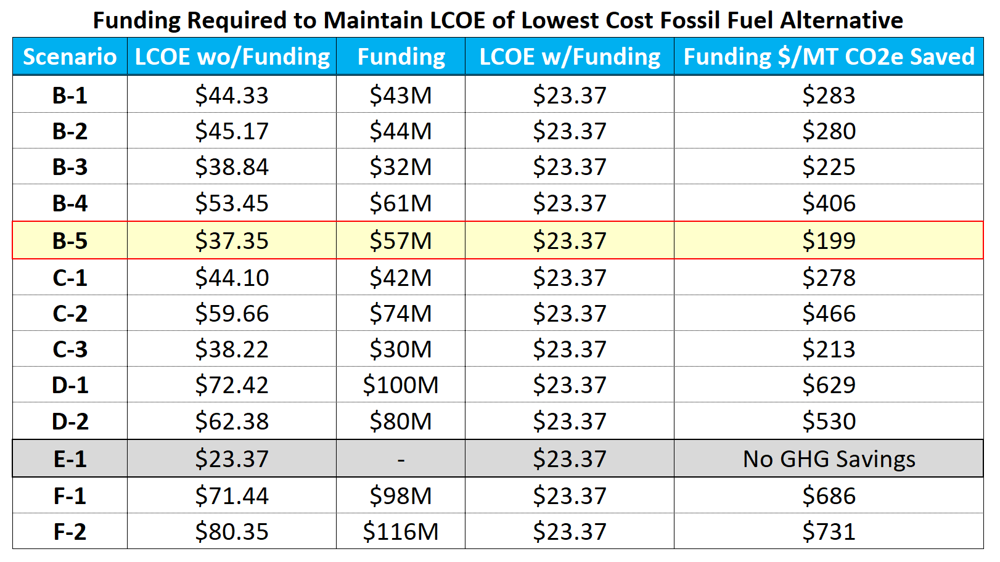 Funding Required to Maintain LCOE of Lowest Cost Fossil Fuel Alternative
Scenario LCOE wo/Funding Funding LCOE w/Funding Funding $/MT CO2e Saved
B-1 $44.33 $43M $23.37 $283
B-2 $45.17 $44M $23.37 $280
B-3 $38.84 $32M $23.37 $225
B-4 $53.45 $61M $23.37 $406
B-5 $37.35 $57M $23.37 $199
C-1 $44.10 $42M $23.37 $278
C-2 $59.66 $74M $23.37 $466
C-3 $38.22 $30M $23.37 $213
D-1 $72.42 $100M $23.37 $629
D-2 $62.38 $80M $23.37 $530
E-1 $23.37 - $23.37 No GHG Savings
F-1 $71.44 $98M $23.37 $686
F-2 $80.35 $116M $23.37 $731